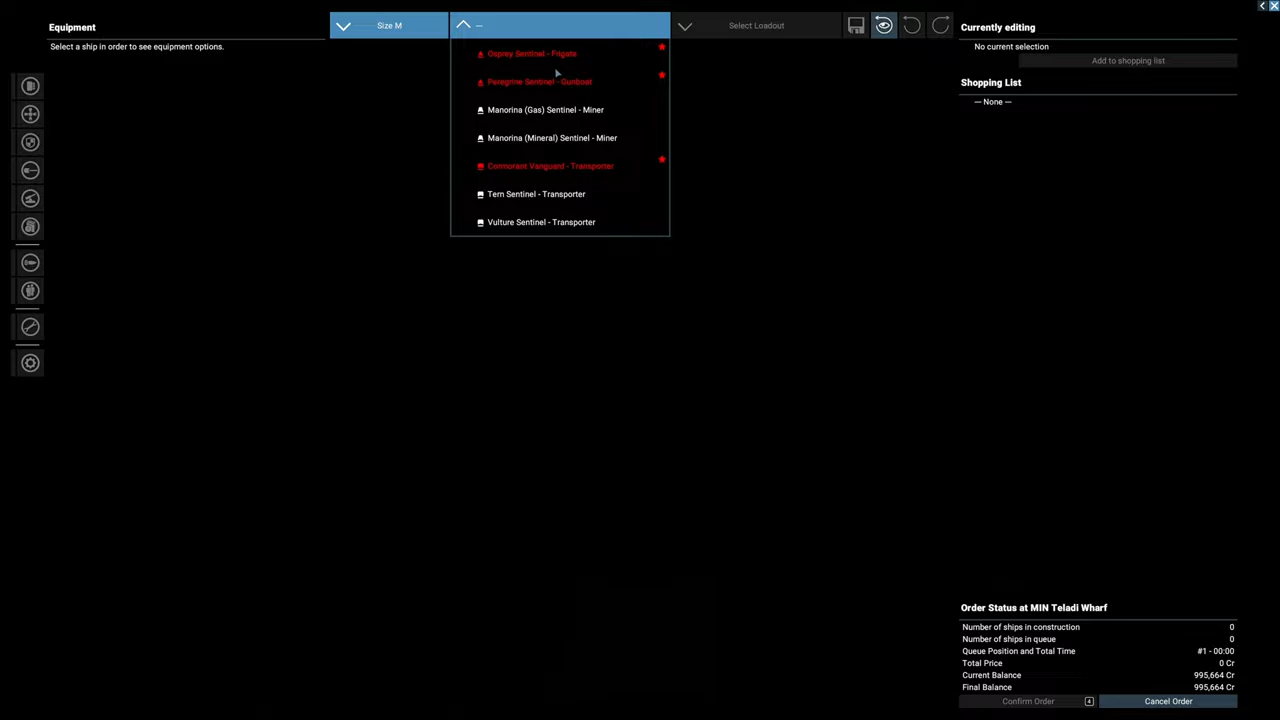 Equipment
Select a ship in order to see equipment options.
Size M
—
Select Loadout
Osprey Sentinel - Frigate
Peregrine Sentinel - Gunboat
Manorina (Gas) Sentinel - Miner
Manorina (Mineral) Sentinel - Miner
Cormorant Vanguard - Transporter
Tern Sentinel - Transporter
Vulture Sentinel - Transporter
Currently editing
No current selection
Add to shopping list
Shopping List
— None —
Order Status at MIN Teladi Wharf
Number of ships in construction 0
Number of ships in queue 0
Queue Position and Total Time #1 - 00:00
Total Price 0 Cr
Current Balance 995,664 Cr
Final Balance 995,664 Cr
Confirm Order 4
Cancel Order